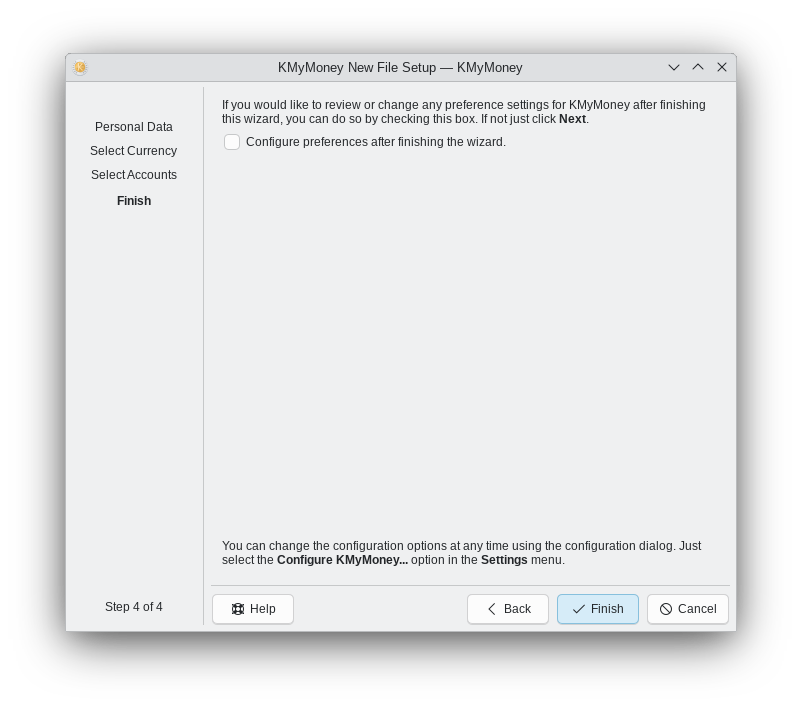 KMyMoney New File Setup — KMyMoney
Personal Data
Select Currency
Select Accounts
Finish
Step 4 of 4
If you would like to review or change any preference settings for KMyMoney after finishing
this wizard, you can do so by checking this box. If not just click Next.
Configure preferences after finishing the wizard.
You can change the configuration options at any time using the configuration dialog. Just
select the Configure KMyMoney... option in the Settings menu.
Help
Back
Finish
Cancel